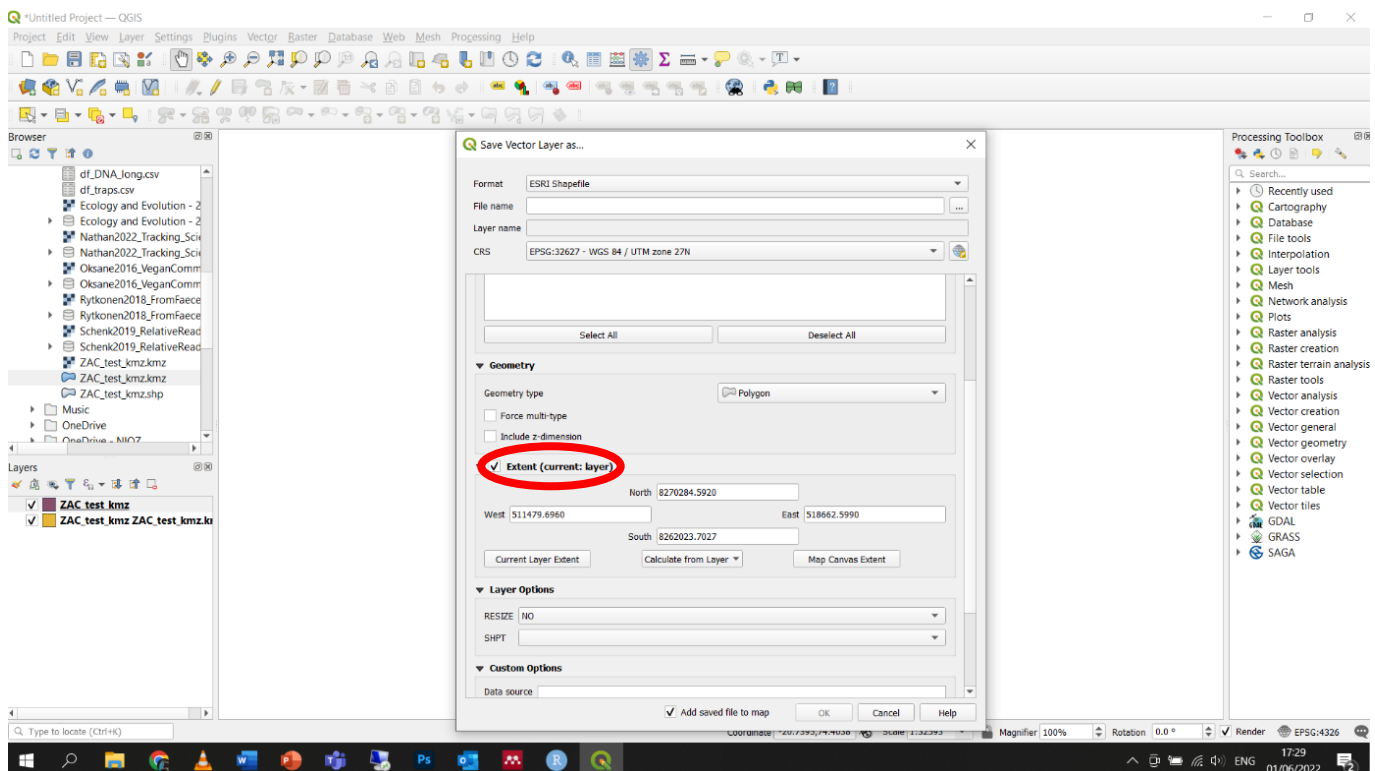 *Untitled Project — QGIS
Project Edit View Layer Settings Plugins Vector Raster Database Web Mesh Processing Help
Browser
df_DNA_long.csv
df_traps.csv
Ecology and Evolution - 2
Ecology and Evolution - 2
Nathan2022_Tracking_Scie
Nathan2022_Tracking_Scie
Oksane2016_VeganComm
Oksane2016_VeganComm
Rytkonen2018_FromFaece
Rytkonen2018_FromFaece
Schenk2019_RelativeRead
Schenk2019_RelativeRead
ZAC_test_kmz.kmz
ZAC_test_kmz.kmz
ZAC_test_kmz.shp
Music
OneDrive
OneDrive - NIOZ
Layers
ZAC_test_kmz
ZAC_test_kmz ZAC_test_kmz.k
Save Vector Layer as...
Format ESRI Shapefile
File name ...
Layer name
CRS EPSG:32627 - WGS 84 / UTM zone 27N
Select All Deselect All
Geometry
Geometry type Polygon
Force multi-type
Include z-dimension
Extent (current: layer)
North 8270284.5920
West 511479.6960 East 518662.5990
South 8262023.7027
Current Layer Extent Calculate from Layer Map Canvas Extent
Layer Options
RESIZE NO
SHPT
Custom Options
Data source
Add saved file to map OK Cancel Help
Processing Toolbox
Search...
Recently used
Cartography
Database
File tools
Interpolation
Layer tools
Mesh
Network analysis
Plots
Raster analysis
Raster creation
Raster terrain analysis
Raster tools
Vector analysis
Vector creation
Vector general
Vector geometry
Vector overlay
Vector selection
Vector table
Vector tiles
GDAL
GRASS
SAGA
Type to locate (Ctrl+K) Coordinate Scale Magnifier 100% Rotation 0.0 ° Render EPSG:4326
ENG 17:29
01/06/2022